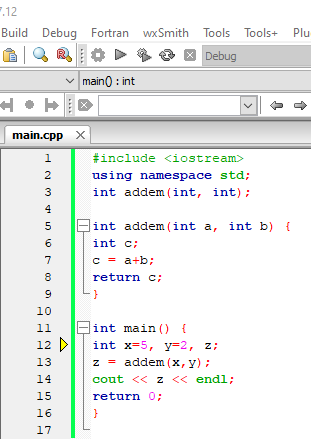 7.12
Build Debug Fortran wxSmith Tools Tools+ Plu
Debug
main() : int
main.cpp
1 #include <iostream>
2 using namespace std;
3 int addem(int, int);
4
5 int addem(int a, int b) {
6 int c;
7 c = a+b;
8 return c;
9 }
10
11 int main() {
12 int x=5, y=2, z;
13 z = addem(x,y);
14 cout << z << endl;
15 return 0;
16 }
17